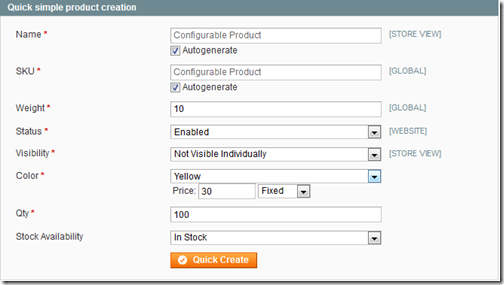 Quick simple product creation
Name * Configurable Product [STORE VIEW]
Autogenerate
SKU * Configurable Product [GLOBAL]
Autogenerate
Weight * 10 [GLOBAL]
Status * Enabled [WEBSITE]
Visibility * Not Visible Individually [STORE VIEW]
Color * Yellow
Price: 30 Fixed
Qty * 100
Stock Availability In Stock
Quick Create